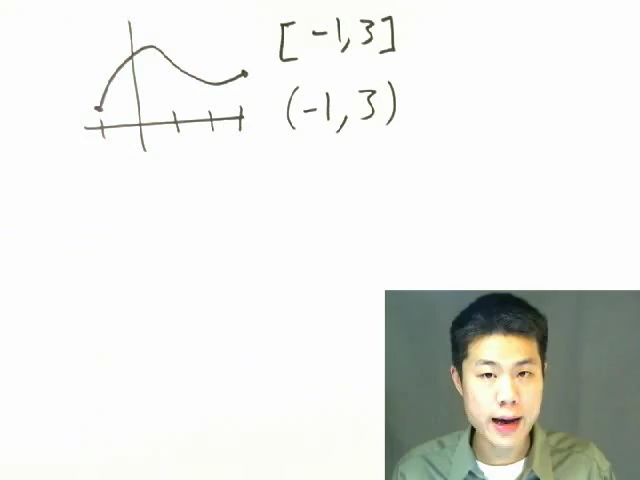 [-1, 3]
(-1, 3)